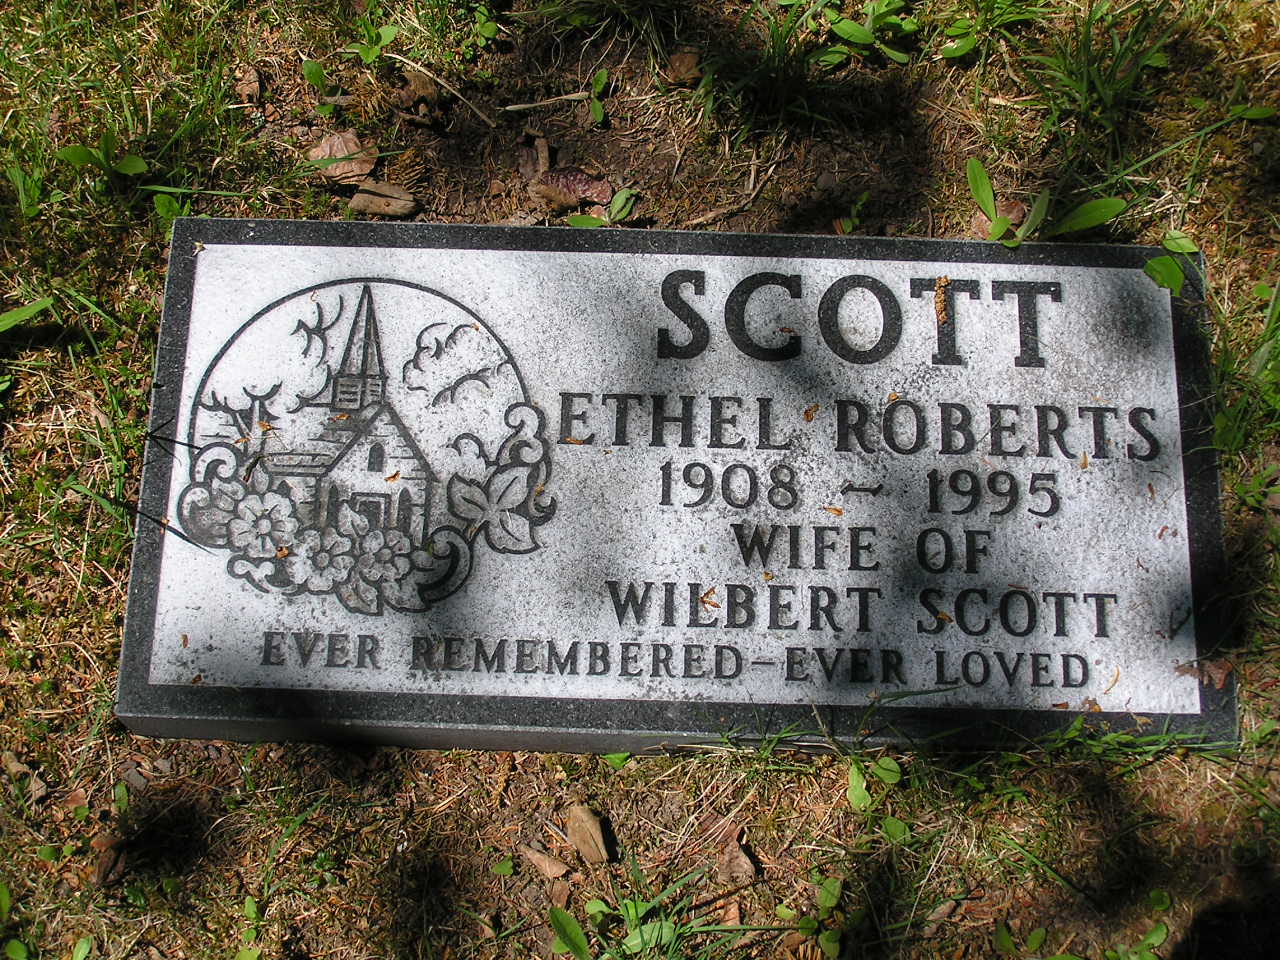 SCOTT
ETHEL ROBERTS
1908 ~ 1995
WIFE OF
WILBERT SCOTT
EVER REMEMBERED-EVER LOVED